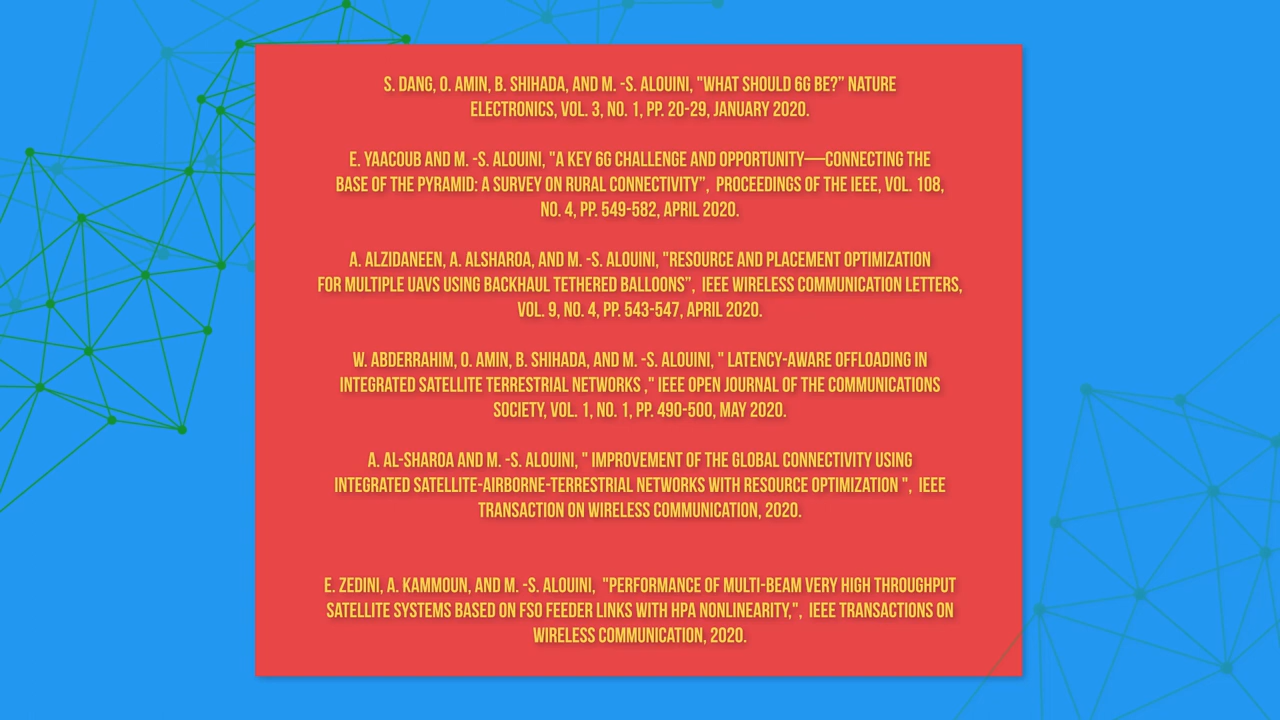 S. DANG, O. AMIN, B. SHIHADA, AND M. -S. ALOUINI, "WHAT SHOULD 6G BE?” NATURE
ELECTRONICS, VOL. 3, NO. 1, PP. 20-29, JANUARY 2020.
E. YAACOUB AND M. -S. ALOUINI, "A KEY 6G CHALLENGE AND OPPORTUNITY—CONNECTING THE
BASE OF THE PYRAMID: A SURVEY ON RURAL CONNECTIVITY”, PROCEEDINGS OF THE IEEE, VOL. 108,
NO. 4, PP. 549-582, APRIL 2020.
A. ALZIDANEEN, A. ALSHAROA, AND M. -S. ALOUINI, "RESOURCE AND PLACEMENT OPTIMIZATION
FOR MULTIPLE UAVS USING BACKHAUL TETHERED BALLOONS”, IEEE WIRELESS COMMUNICATION LETTERS,
VOL. 9, NO. 4, PP. 543-547, APRIL 2020.
W. ABDERRAHIM, O. AMIN, B. SHIHADA, AND M. -S. ALOUINI, " LATENCY-AWARE OFFLOADING IN
INTEGRATED SATELLITE TERRESTRIAL NETWORKS ," IEEE OPEN JOURNAL OF THE COMMUNICATIONS
SOCIETY, VOL. 1, NO. 1, PP. 490-500, MAY 2020.
A. AL-SHAROA AND M. -S. ALOUINI, " IMPROVEMENT OF THE GLOBAL CONNECTIVITY USING
INTEGRATED SATELLITE-AIRBORNE-TERRESTRIAL NETWORKS WITH RESOURCE OPTIMIZATION ", IEEE
TRANSACTION ON WIRELESS COMMUNICATION, 2020.
E. ZEDINI, A. KAMMOUN, AND M. -S. ALOUINI, "PERFORMANCE OF MULTI-BEAM VERY HIGH THROUGHPUT
SATELLITE SYSTEMS BASED ON FSO FEEDER LINKS WITH HPA NONLINEARITY,", IEEE TRANSACTIONS ON
WIRELESS COMMUNICATION, 2020.